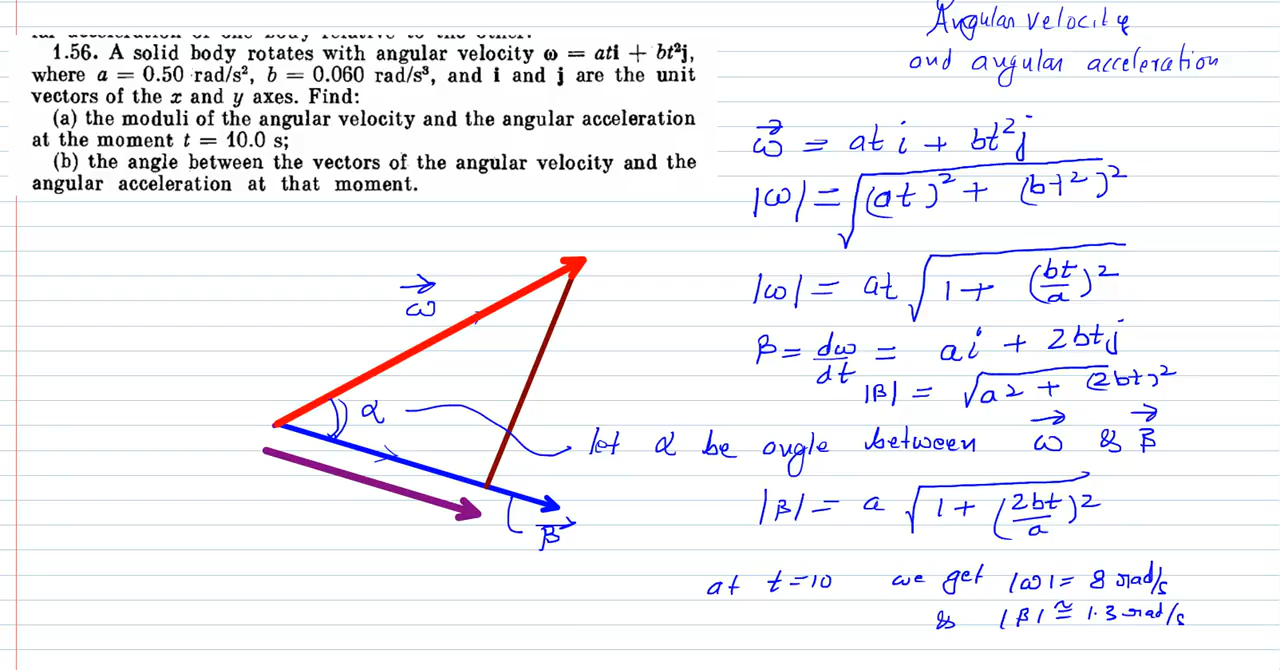 Angular velocity
and angular acceleration
1.56. A solid body rotates with angular velocity ω = ati + bt²j,
where a = 0.50 rad/s², b = 0.060 rad/s³, and i and j are the unit
vectors of the x and y axes. Find:
(a) the moduli of the angular velocity and the angular acceleration
at the moment t = 10.0 s;
(b) the angle between the vectors of the angular velocity and the
angular acceleration at that moment.
ω⃗ = at i + bt² j
|ω| = √((at)² + (bt²)²)
|ω| = at √(1 + (bt/a)²)
β = dω/dt = ai + 2btj
|β| = √(a2 + (2bt)²)
ω⃗
α
let α be angle between ω⃗ & β⃗
|β| = a √(1 + (2bt/a)²)
β⃗
at t=10 we get |ω| = 8 rad/s
& |β| ≅ 1.3 rad/s